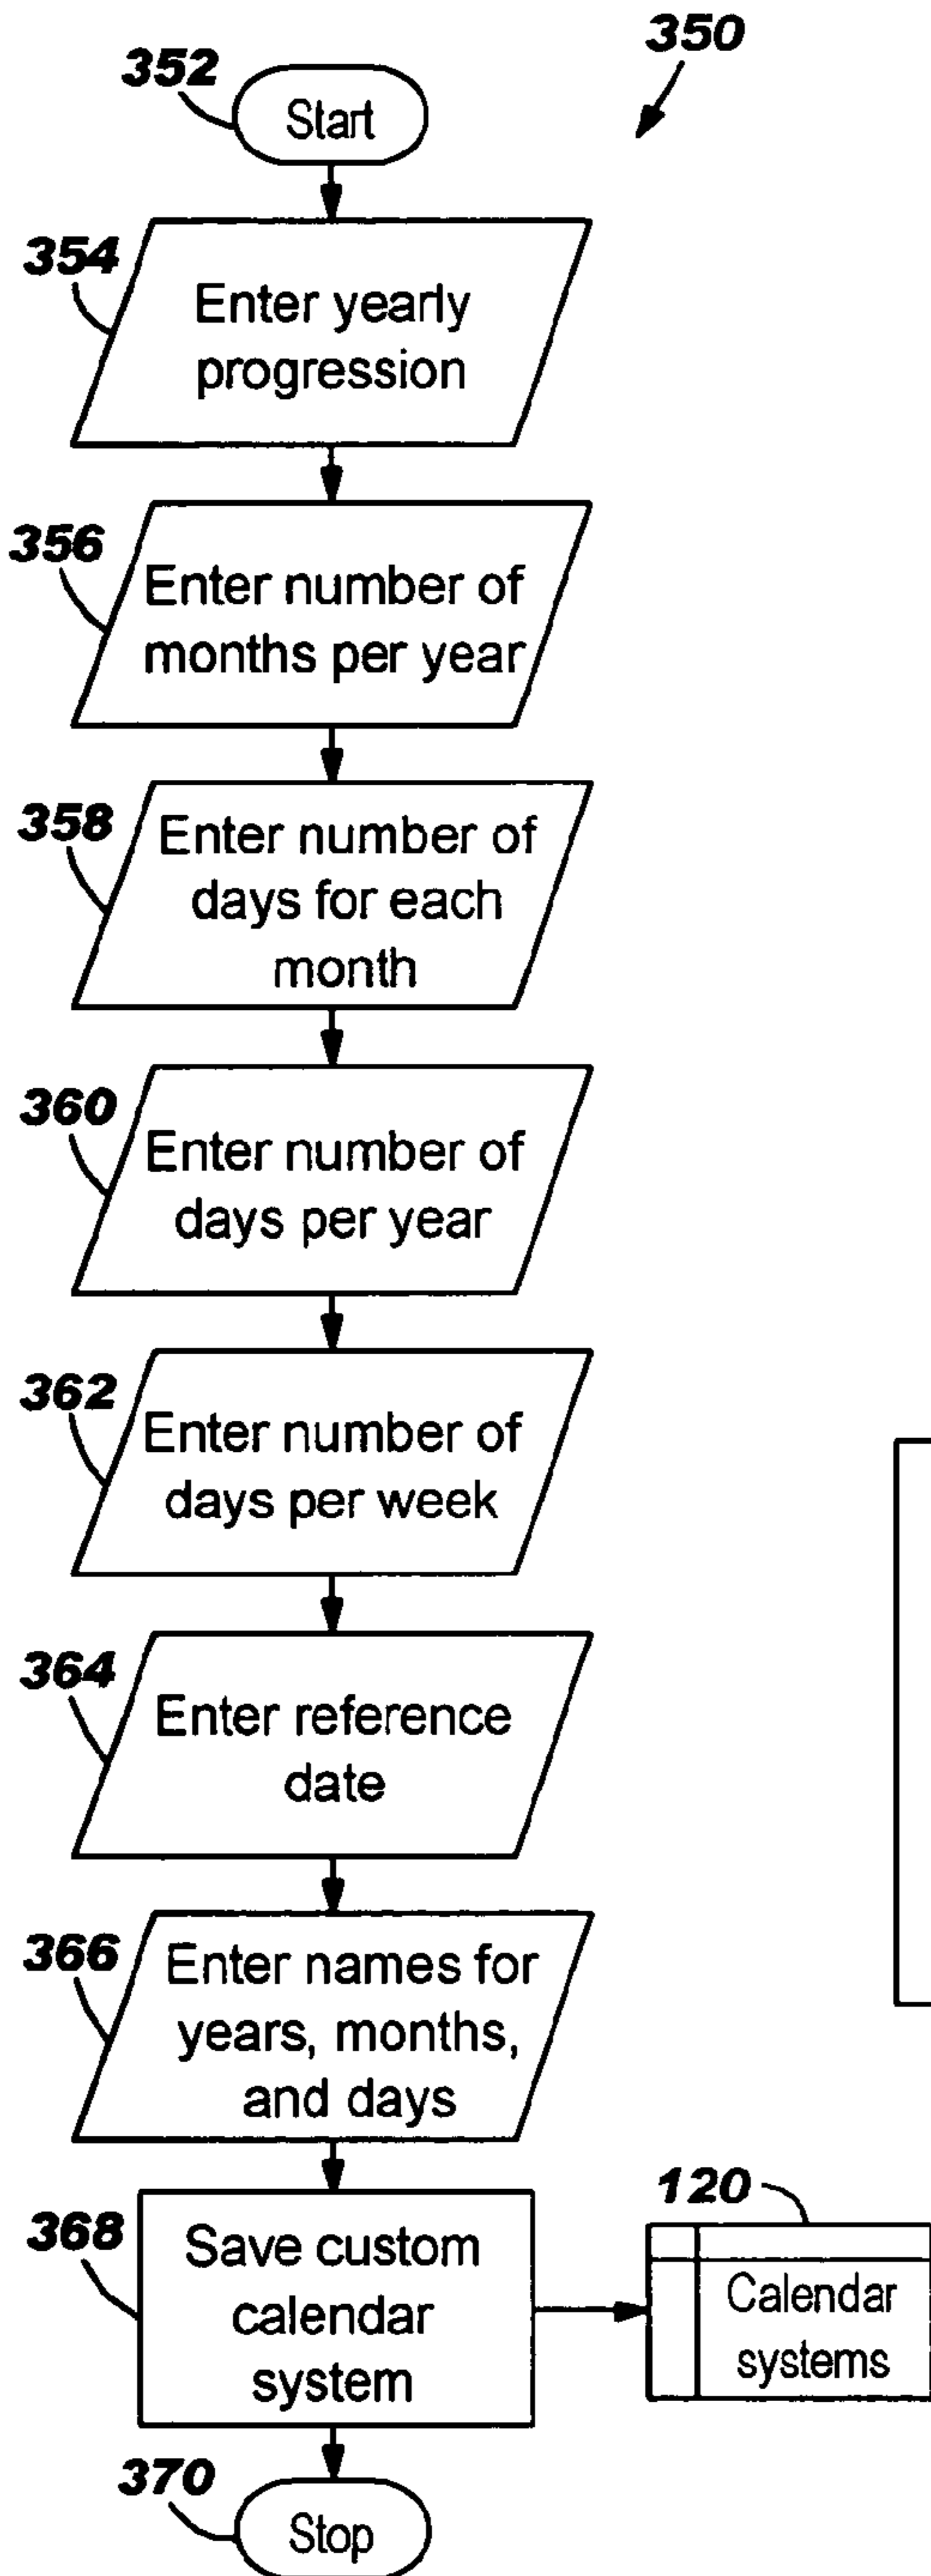 350
352
Start
354
Enter yearly
progression
356
Enter number of
months per year
358
Enter number of
days for each
month
360
Enter number of
days per year
362
Enter number of
days per week
364
Enter reference
date
366
Enter names for
years, months,
and days
368
Save custom
calendar
system
120
Calendar
systems
370
Stop